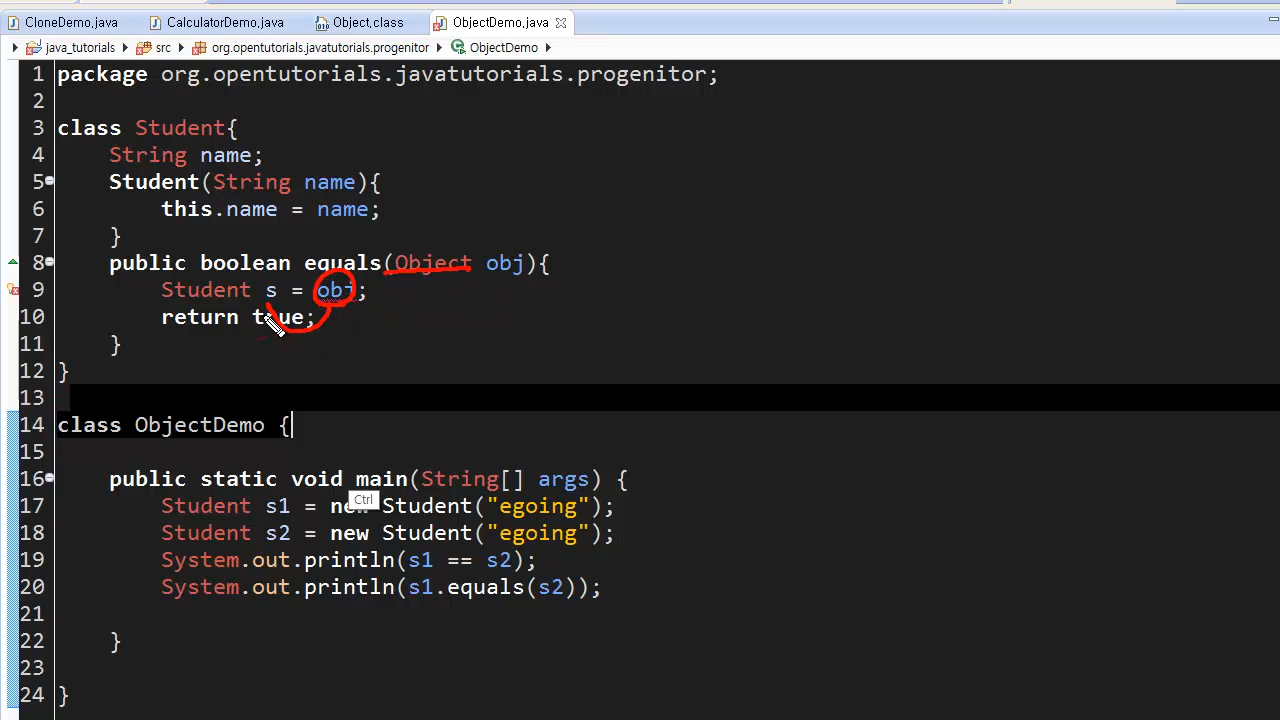 CloneDemo.java CalculatorDemo.java Object.class ObjectDemo.java
java_tutorials src org.opentutorials.javatutorials.progenitor ObjectDemo
1 package org.opentutorials.javatutorials.progenitor;
2
3 class Student{
4 String name;
5 Student(String name){
6 this.name = name;
7 }
8 public boolean equals(Object obj){
9 Student s = obj;
10 return true;
11 }
12 }
13
14 class ObjectDemo {
15
16 public static void main(String[] args) {
Ctrl
17 Student s1 = new Student("egoing");
18 Student s2 = new Student("egoing");
19 System.out.println(s1 == s2);
20 System.out.println(s1.equals(s2));
21
22 }
23
24 }